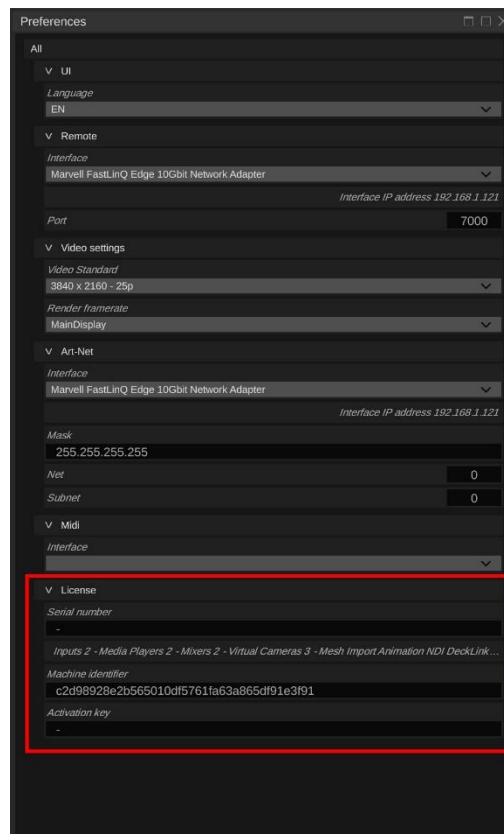 Preferences
All
UI
Language
EN
Remote
Interface
Marvell FastLinQ Edge 10Gbit Network Adapter
Interface IP address 192.168.1.121
Port 7000
Video settings
Video Standard
3840 x 2160 - 25p
Render framerate
MainDisplay
Art-Net
Interface
Marvell FastLinQ Edge 10Gbit Network Adapter
Interface IP address 192.168.1.121
Mask
255.255.255.255
Net 0
Subnet 0
Midi
Interface
License
Serial number
-
Inputs 2 - Media Players 2 - Mixers 2 - Virtual Cameras 3 - Mesh Import Animation NDI DeckLink ...
Machine identifier
c2d98928e2b565010df5761fa63a865df91e3f91
Activation key
-